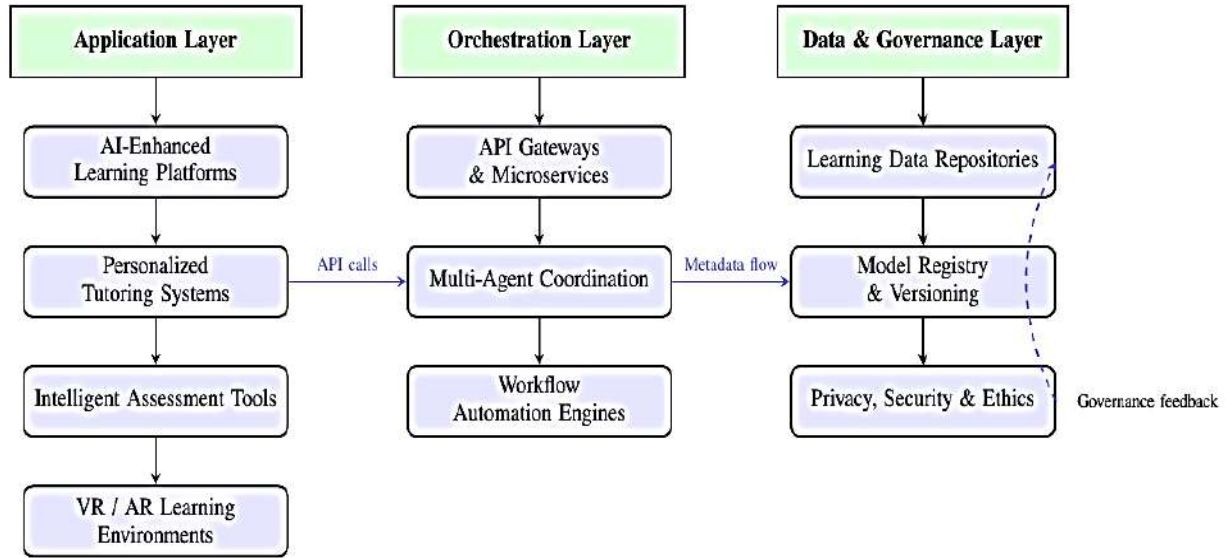 Application Layer
Orchestration Layer
Data & Governance Layer
AI-Enhanced
Learning Platforms
API Gateways
& Microservices
Learning Data Repositories
Personalized
Tutoring Systems
API calls
Multi-Agent Coordination
Metadata flow
Model Registry
& Versioning
Intelligent Assessment Tools
Workflow
Automation Engines
Privacy, Security & Ethics
Governance feedback
VR / AR Learning
Environments